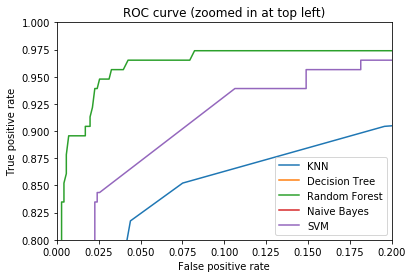 ROC curve (zoomed in at top left)
True positive rate
1.000
0.975
0.950
0.925
0.900
0.875
0.850
0.825
0.800
KNN
Decision Tree
Random Forest
Naive Bayes
SVM
0.000 0.025 0.050 0.075 0.100 0.125 0.150 0.175 0.200
False positive rate